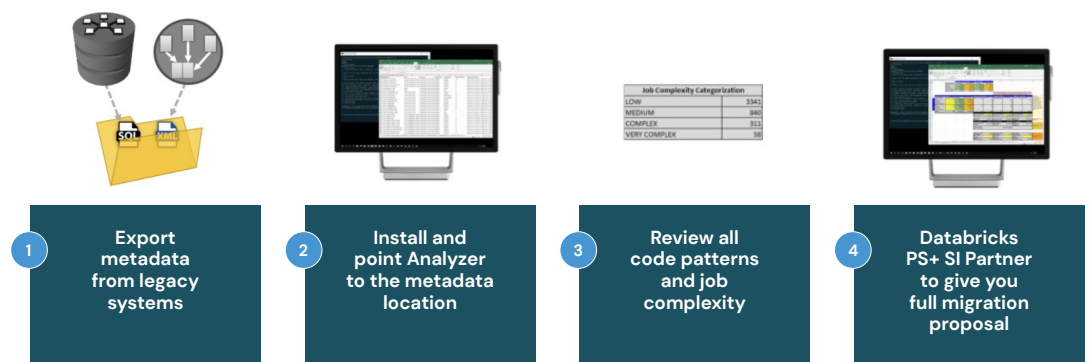 SQL
XML
Job Complexity Categorization
LOW 3341
MEDIUM 840
COMPLEX 311
VERY COMPLEX 58
1
Export
metadata
from legacy
systems
2
Install and
point Analyzer
to the metadata
location
3
Review all
code patterns
and job
complexity
4
Databricks
PS+ SI Partner
to give you
full migration
proposal